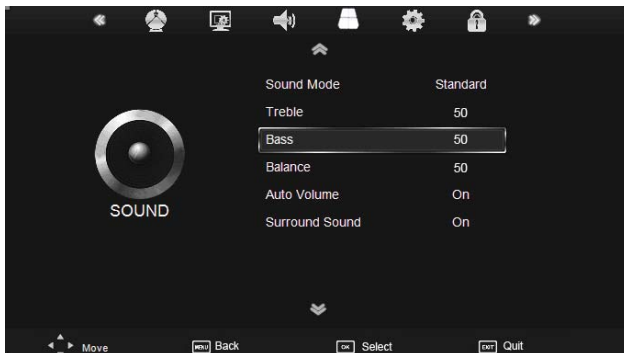 Sound Mode Standard
Treble 50
Bass 50
Balance 50
Auto Volume On
Surround Sound On
SOUND
Move MENU Back OK Select EXIT Quit